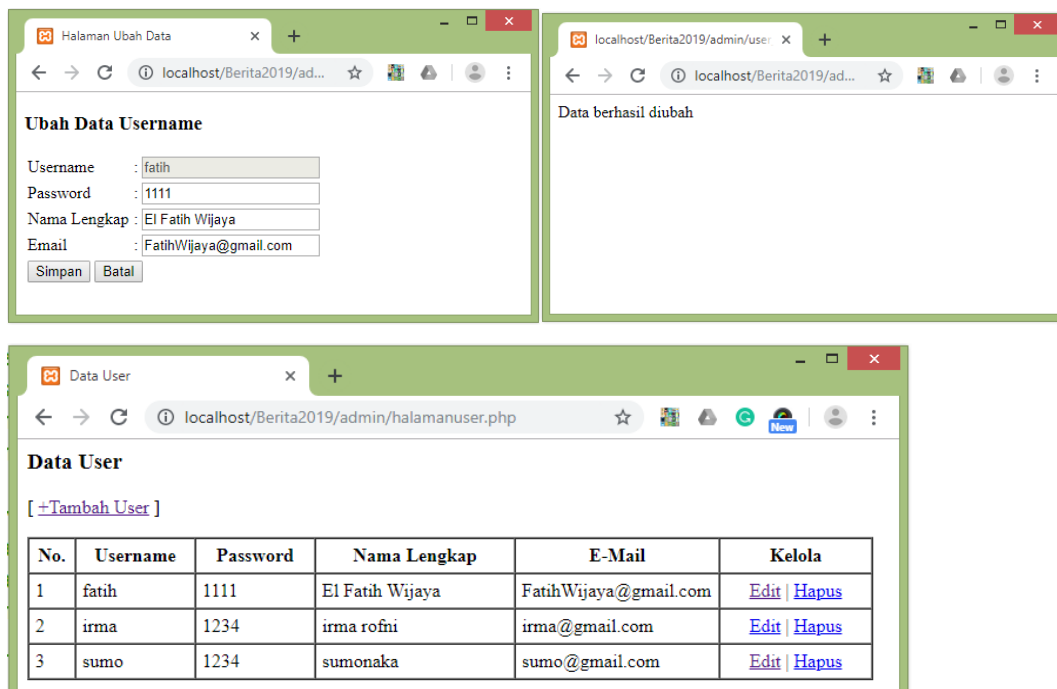 Halaman Ubah Data
localhost/Berita2019/ad...
Ubah Data Username
Username : fatih
Password : 1111
Nama Lengkap : El Fatih Wijaya
Email : FatihWijaya@gmail.com
Simpan Batal
localhost/Berita2019/admin/user
localhost/Berita2019/ad...
Data berhasil diubah
Data User
localhost/Berita2019/admin/halamanuser.php
New
Data User
[ +Tambah User ]
No. Username Password Nama Lengkap E-Mail Kelola
1 fatih 1111 El Fatih Wijaya FatihWijaya@gmail.com Edit | Hapus
2 irma 1234 irma rofni irma@gmail.com Edit | Hapus
3 sumo 1234 sumonaka sumo@gmail.com Edit | Hapus